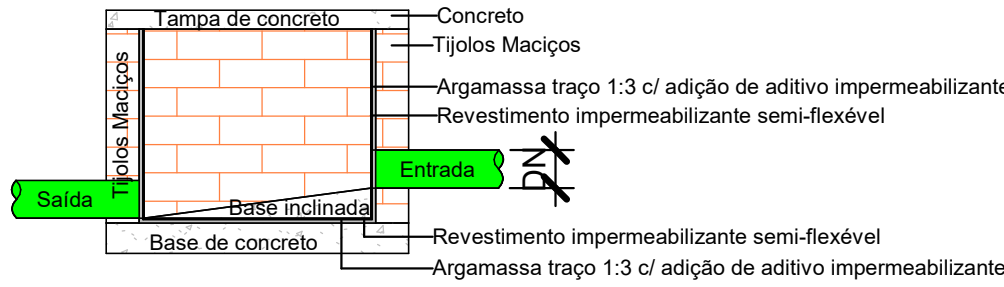 Tampa de concreto
Concreto
Tijolos Maciços
Tijolos Maciços
Argamassa traço 1:3 c/ adição de aditivo impermeabilizante
Revestimento impermeabilizante semi-flexével
Entrada
DN
Saída
Base inclinada
Base de concreto
Revestimento impermeabilizante semi-flexével
Argamassa traço 1:3 c/ adição de aditivo impermeabilizante